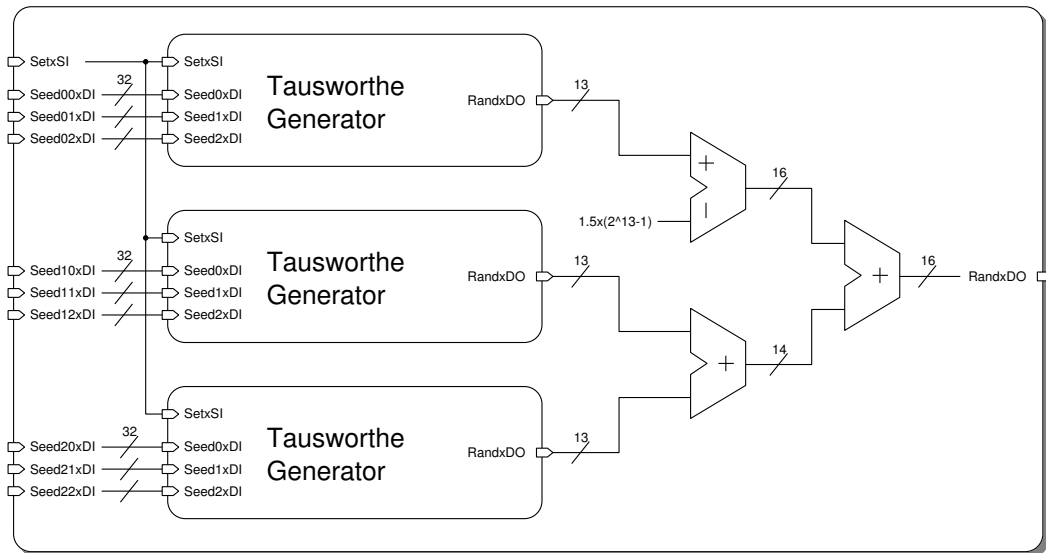 SetxSI
32
Seed00xDI
Seed01xDI
Seed02xDI
SetxSI
Seed0xDI
Seed1xDI
Seed2xDI
Tausworthe
Generator
RandxDO
13
32
Seed10xDI
Seed11xDI
Seed12xDI
SetxSI
Seed0xDI
Seed1xDI
Seed2xDI
Tausworthe
Generator
RandxDO
13
32
Seed20xDI
Seed21xDI
Seed22xDI
SetxSI
Seed0xDI
Seed1xDI
Seed2xDI
Tausworthe
Generator
RandxDO
13
+
1.5x(2^13-1)
−
16
+
14
+
16
RandxDO